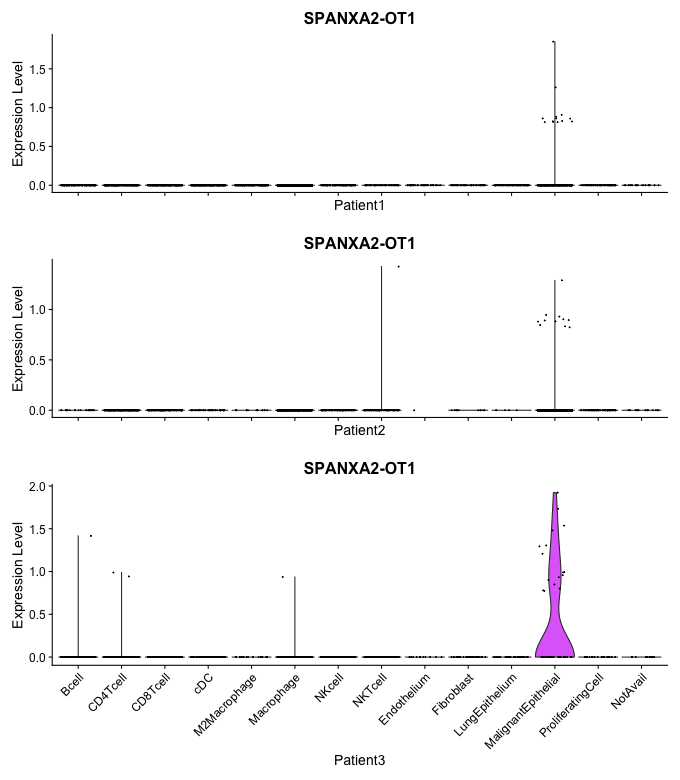 SPANXA2-OT1
Expression Level
1.5
1.0
0.5
0.0
Patient1
SPANXA2-OT1
Expression Level
1.0
0.5
0.0
Patient2
SPANXA2-OT1
Expression Level
2.0
1.5
1.0
0.5
0.0
Bcell
CD4Tcell
CD8Tcell
cDC
M2Macrophage
Macrophage
NKcell
NKTcell
Endothelium
Fibroblast
LungEpithelium
MalignantEpithelial
ProliferatingCell
NotAvail
Patient3